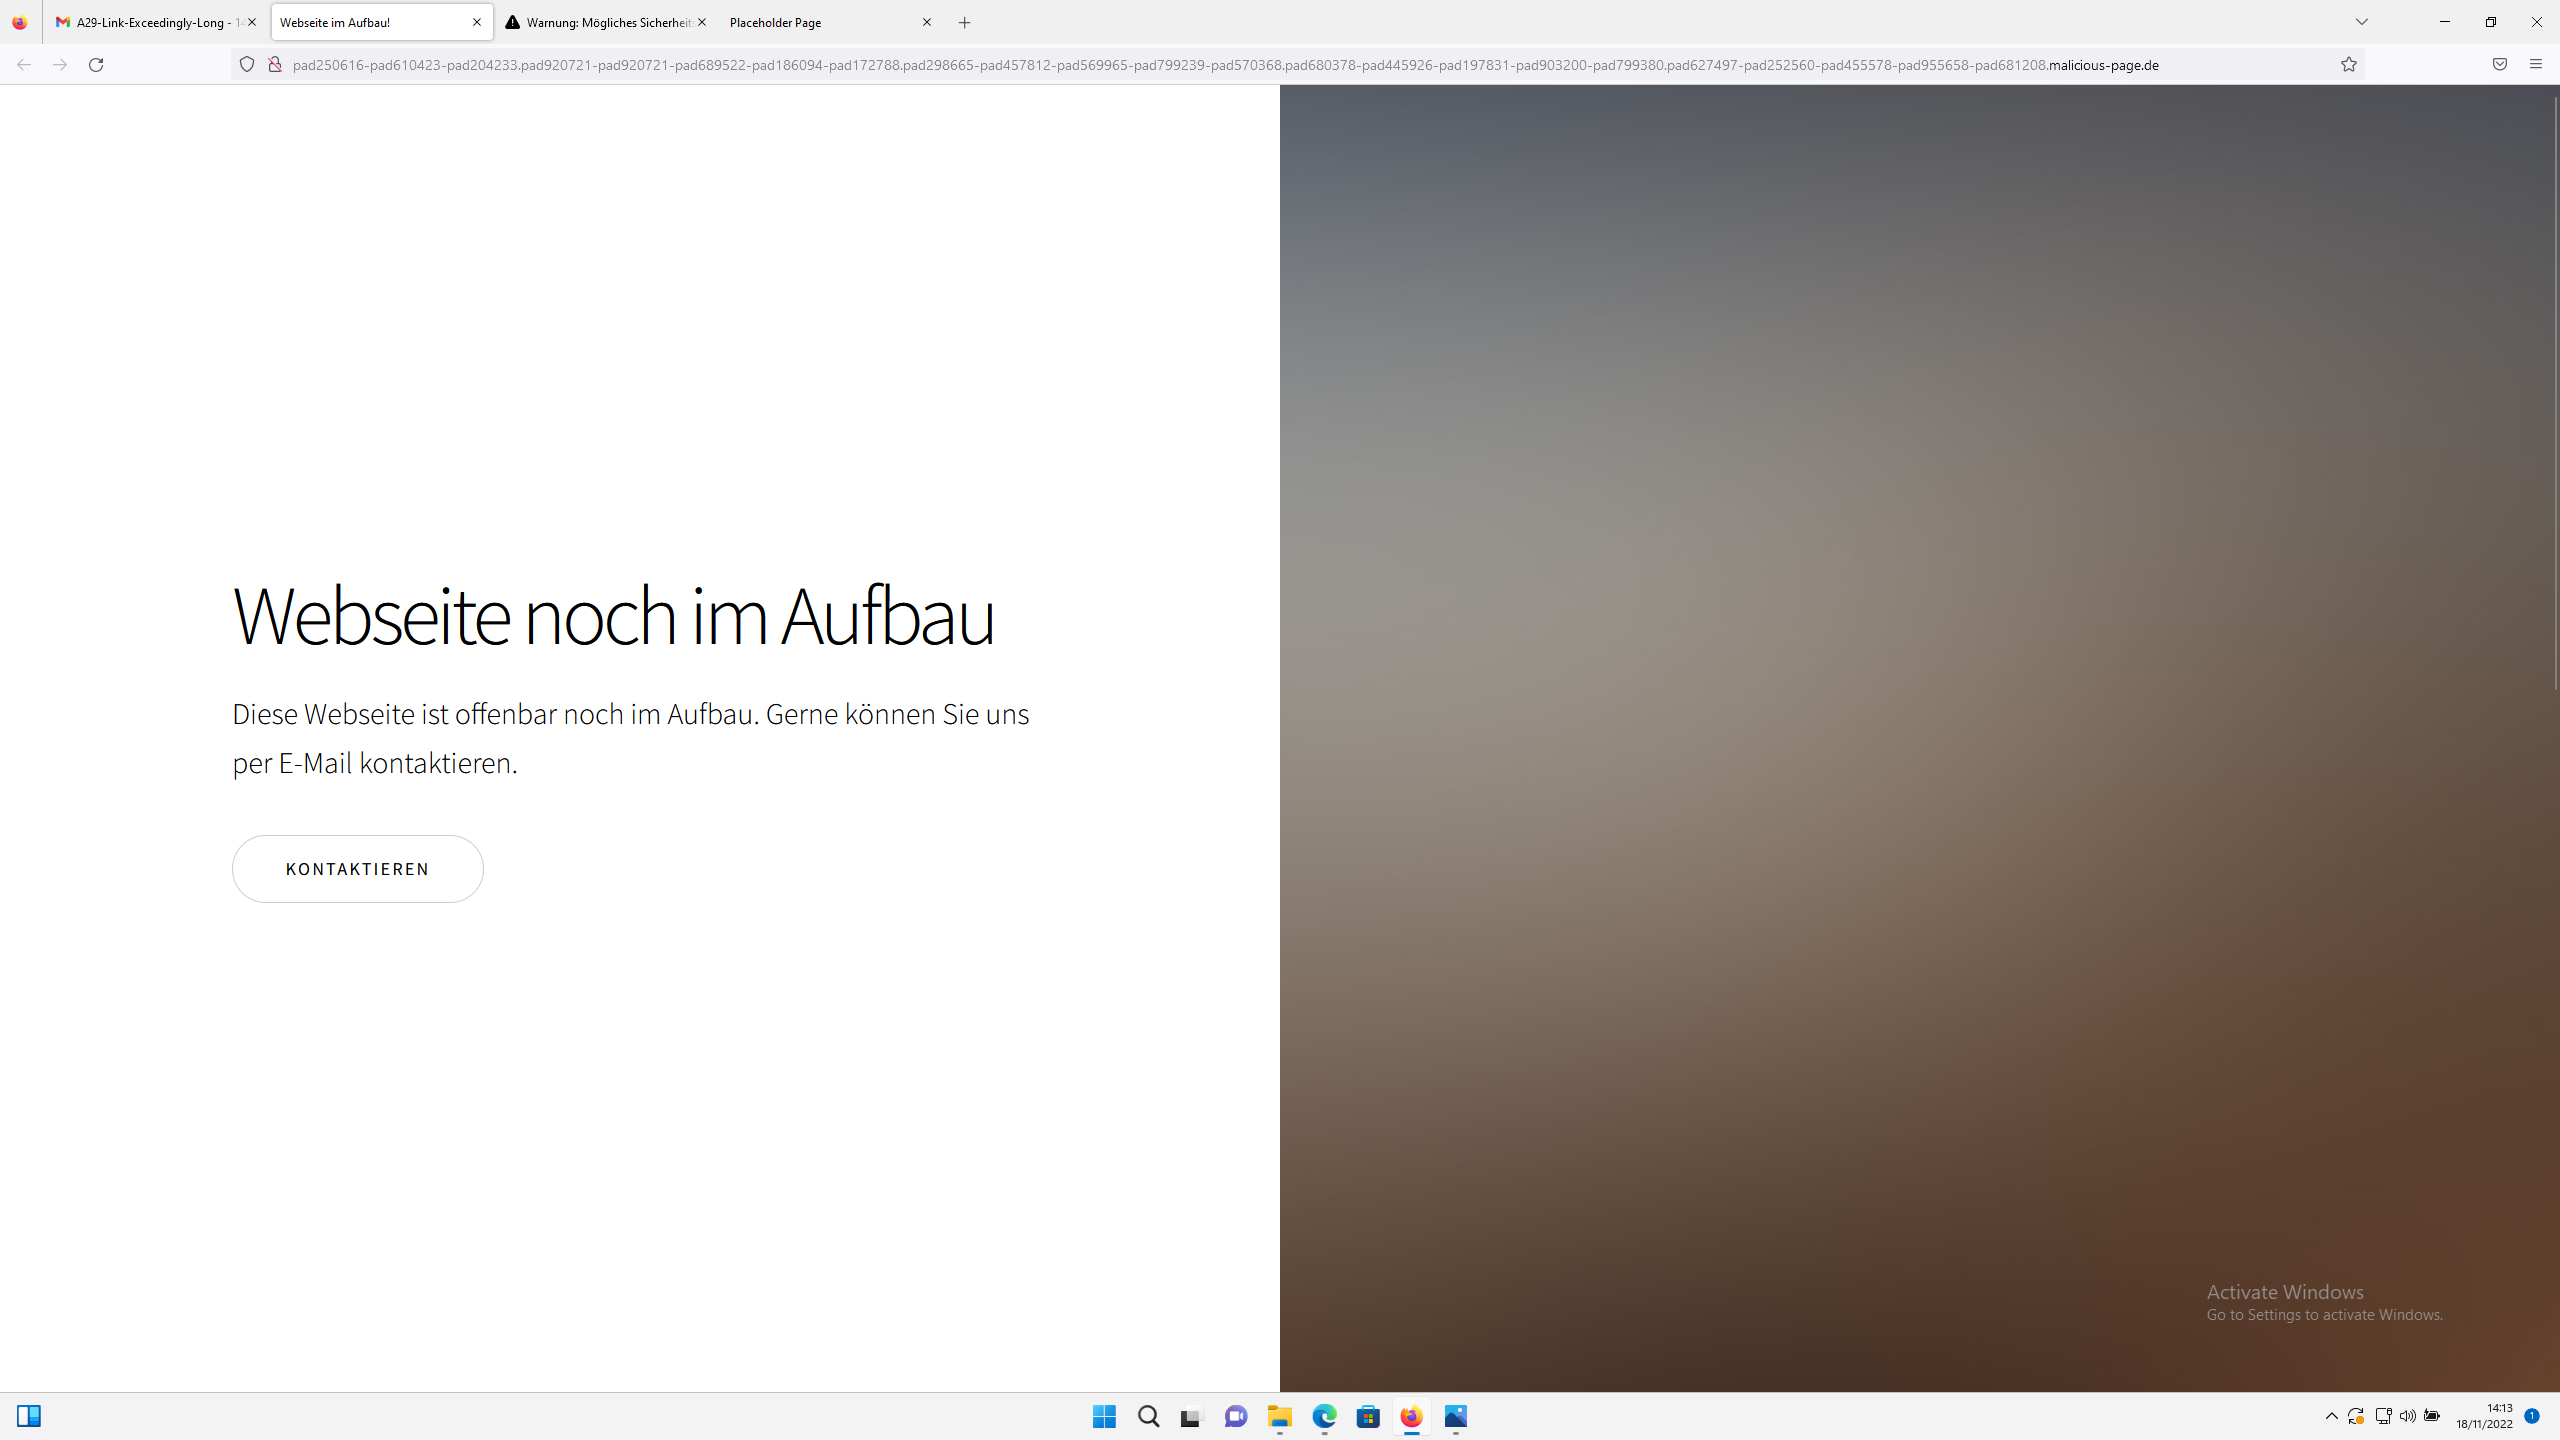 A29-Link-Exceedingly-Long - 14
Webseite im Aufbau!
Warnung: Mögliches Sicherheits
Placeholder Page
pad250616-pad610423-pad204233.pad920721-pad920721-pad689522-pad186094-pad172788.pad298665-pad457812-pad569965-pad799239-pad570368.pad680378-pad445926-pad197831-pad903200-pad799380.pad627497-pad252560-pad455578-pad955658-pad681208.malicious-page.de
Webseite noch im Aufbau
Diese Webseite ist offenbar noch im Aufbau. Gerne können Sie uns
per E-Mail kontaktieren.
KONTAKTIEREN
Activate Windows
Go to Settings to activate Windows.
14:13
18/11/2022
1